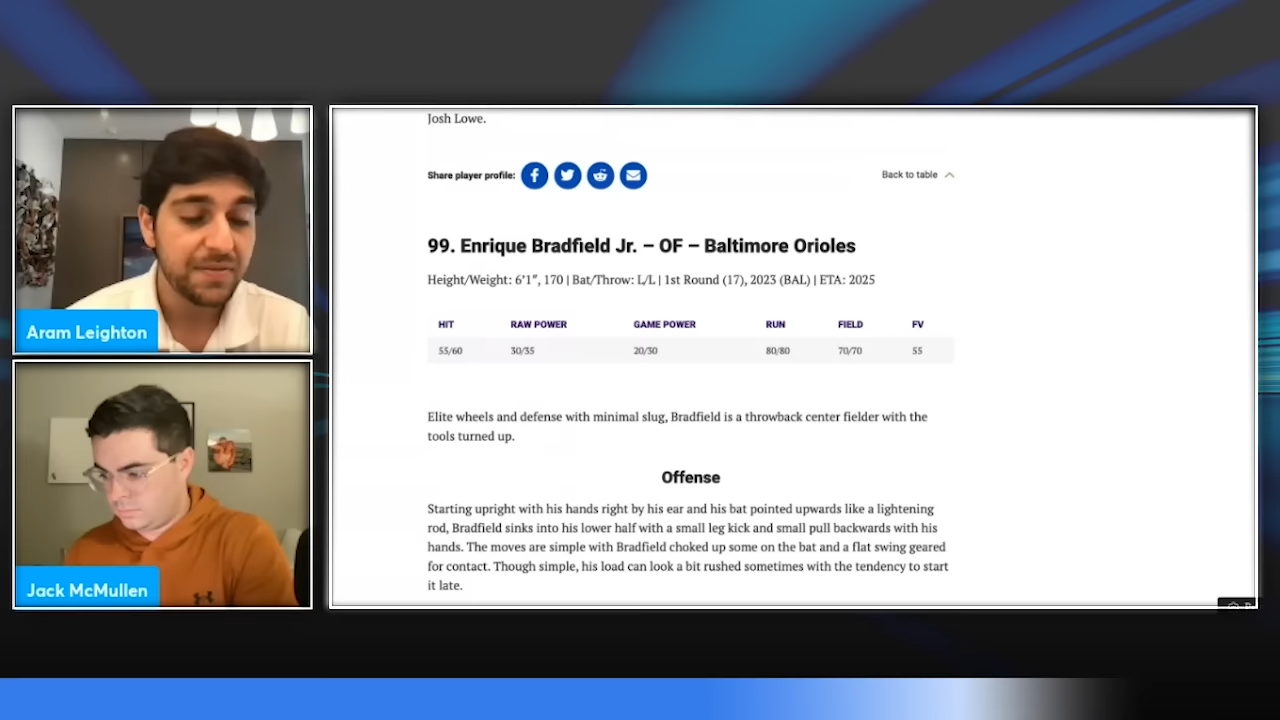 Josh Lowe.
Share player profile:
Back to table
99. Enrique Bradfield Jr. – OF – Baltimore Orioles
Height/Weight: 6’1″, 170 | Bat/Throw: L/L | 1st Round (17), 2023 (BAL) | ETA: 2025
HIT RAW POWER GAME POWER RUN FIELD FV
55/60 30/35 20/30 80/80 70/70 55
Elite wheels and defense with minimal slug, Bradfield is a throwback center fielder with the
tools turned up.
Offense
Starting upright with his hands right by his ear and his bat pointed upwards like a lightening
rod, Bradfield sinks into his lower half with a small leg kick and small pull backwards with his
hands. The moves are simple with Bradfield choked up some on the bat and a flat swing geared
for contact. Though simple, his load can look a bit rushed sometimes with the tendency to start
it late.
Aram Leighton
Jack McMullen